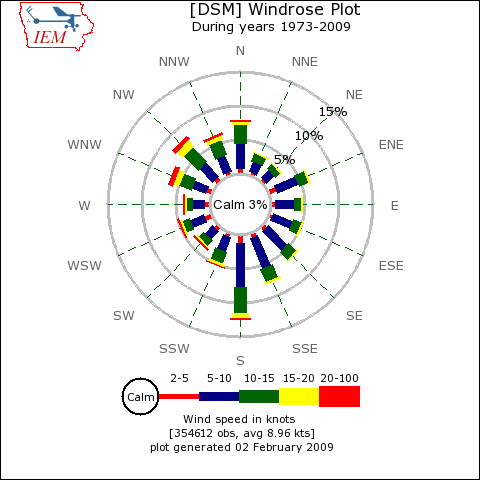 [DSM] Windrose Plot
During years 1973-2009
IEM
N
NNW
NNE
NW
NE
15%
10%
WNW
ENE
5%
W
Calm 3%
E
WSW
ESE
SW
SE
SSW
SSE
S
2-5 5-10 10-15 15-20 20-100
Calm
Wind speed in knots
[354612 obs, avg 8.96 kts]
plot generated 02 February 2009